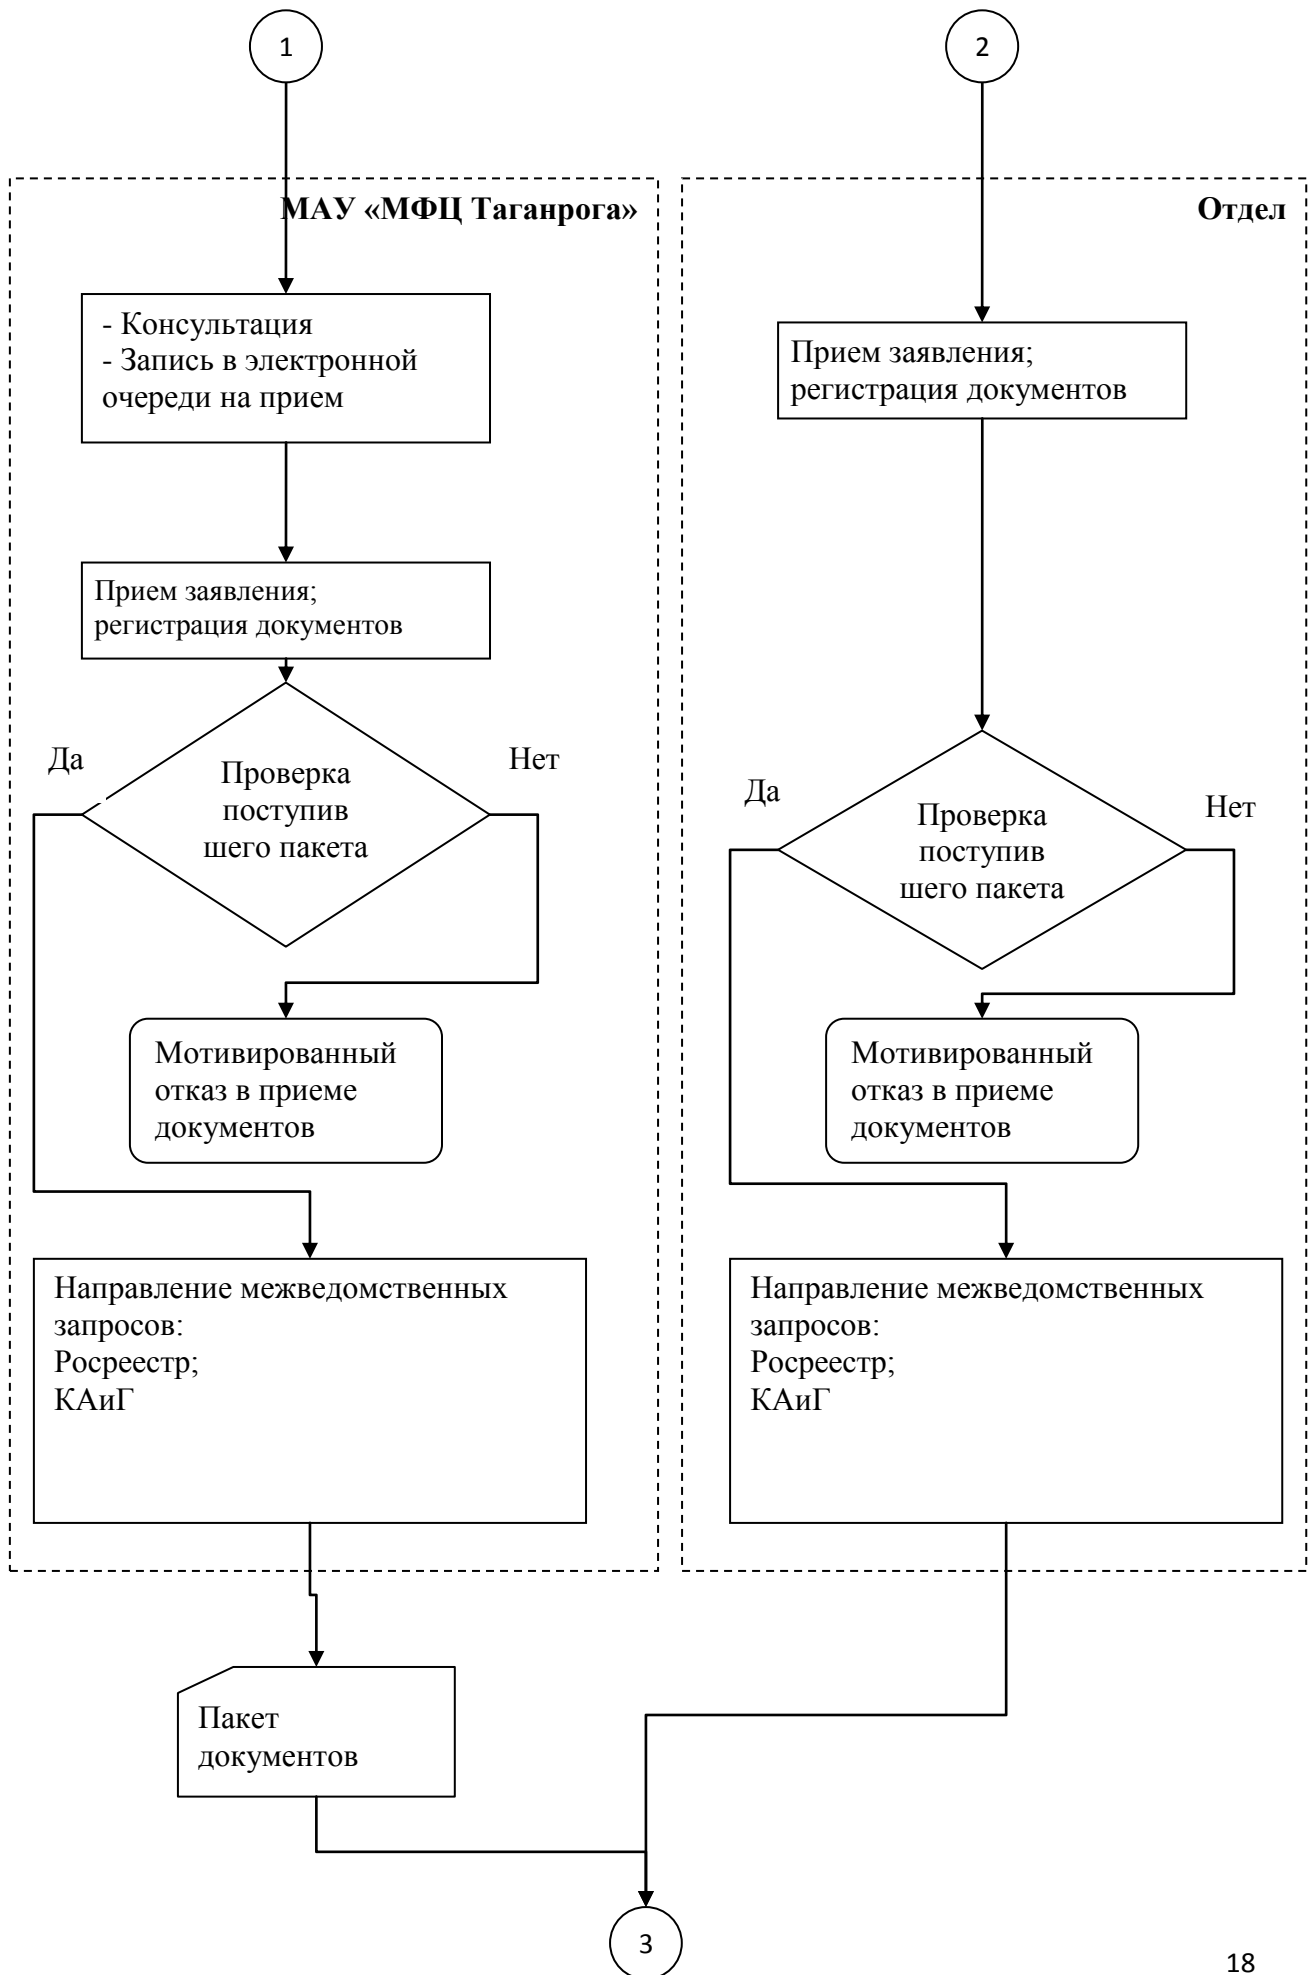 1
2
МАУ «МФЦ Таганрога»
Отдел
- Консультация
- Запись в электронной
очереди на прием
Прием заявления;
регистрация документов
Прием заявления;
регистрация документов
Да
Нет
Проверка
поступив
шего пакета
Да
Нет
Проверка
поступив
шего пакета
Мотивированный
отказ в приеме
документов
Мотивированный
отказ в приеме
документов
Направление межведомственных
запросов:
Росреестр;
КАиГ
Направление межведомственных
запросов:
Росреестр;
КАиГ
Пакет
документов
3
18